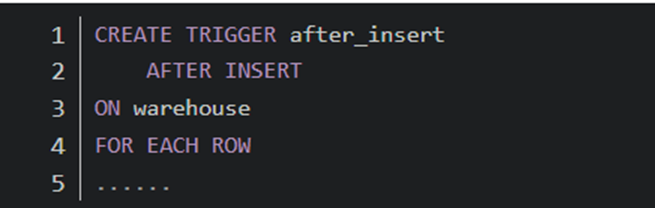 1 CREATE TRIGGER after_insert
2     AFTER INSERT
3 ON warehouse
4 FOR EACH ROW
5 ......